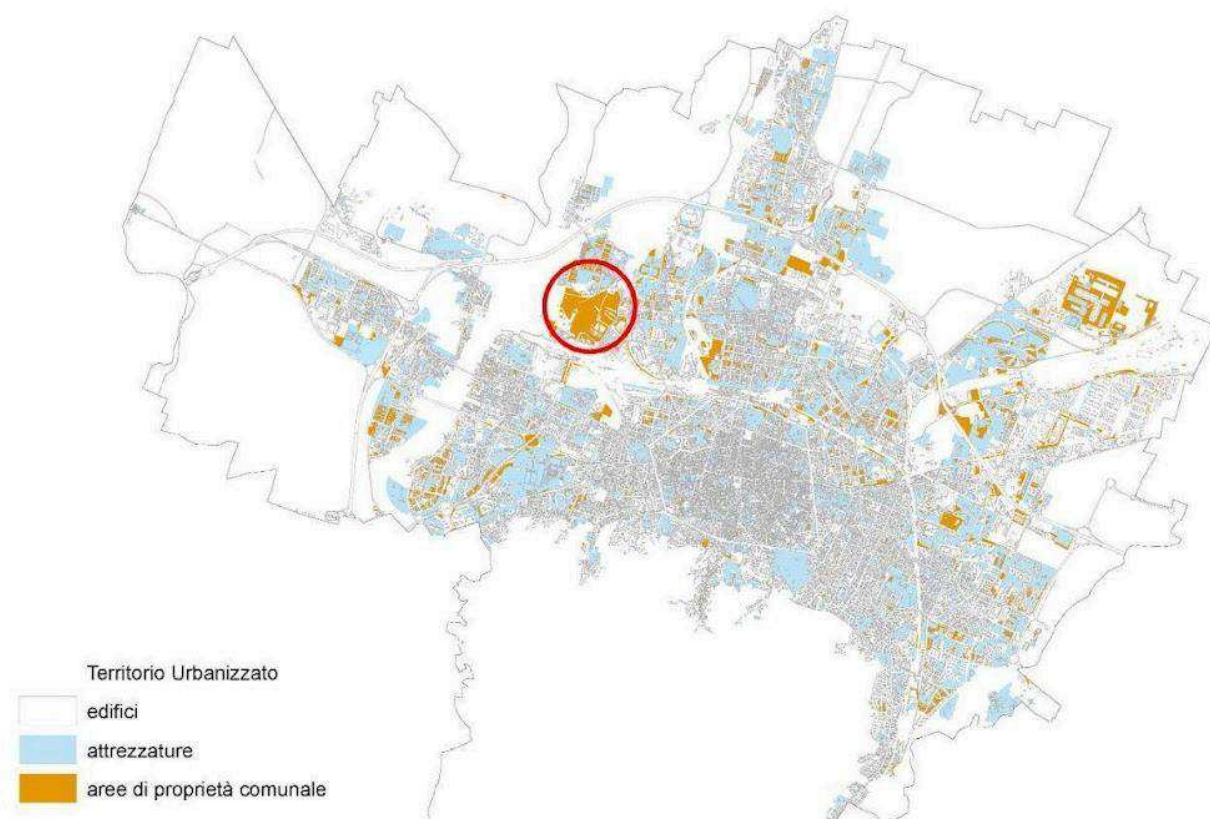 Territorio Urbanizzato
edifici
attrezzature
aree di proprietà comunale